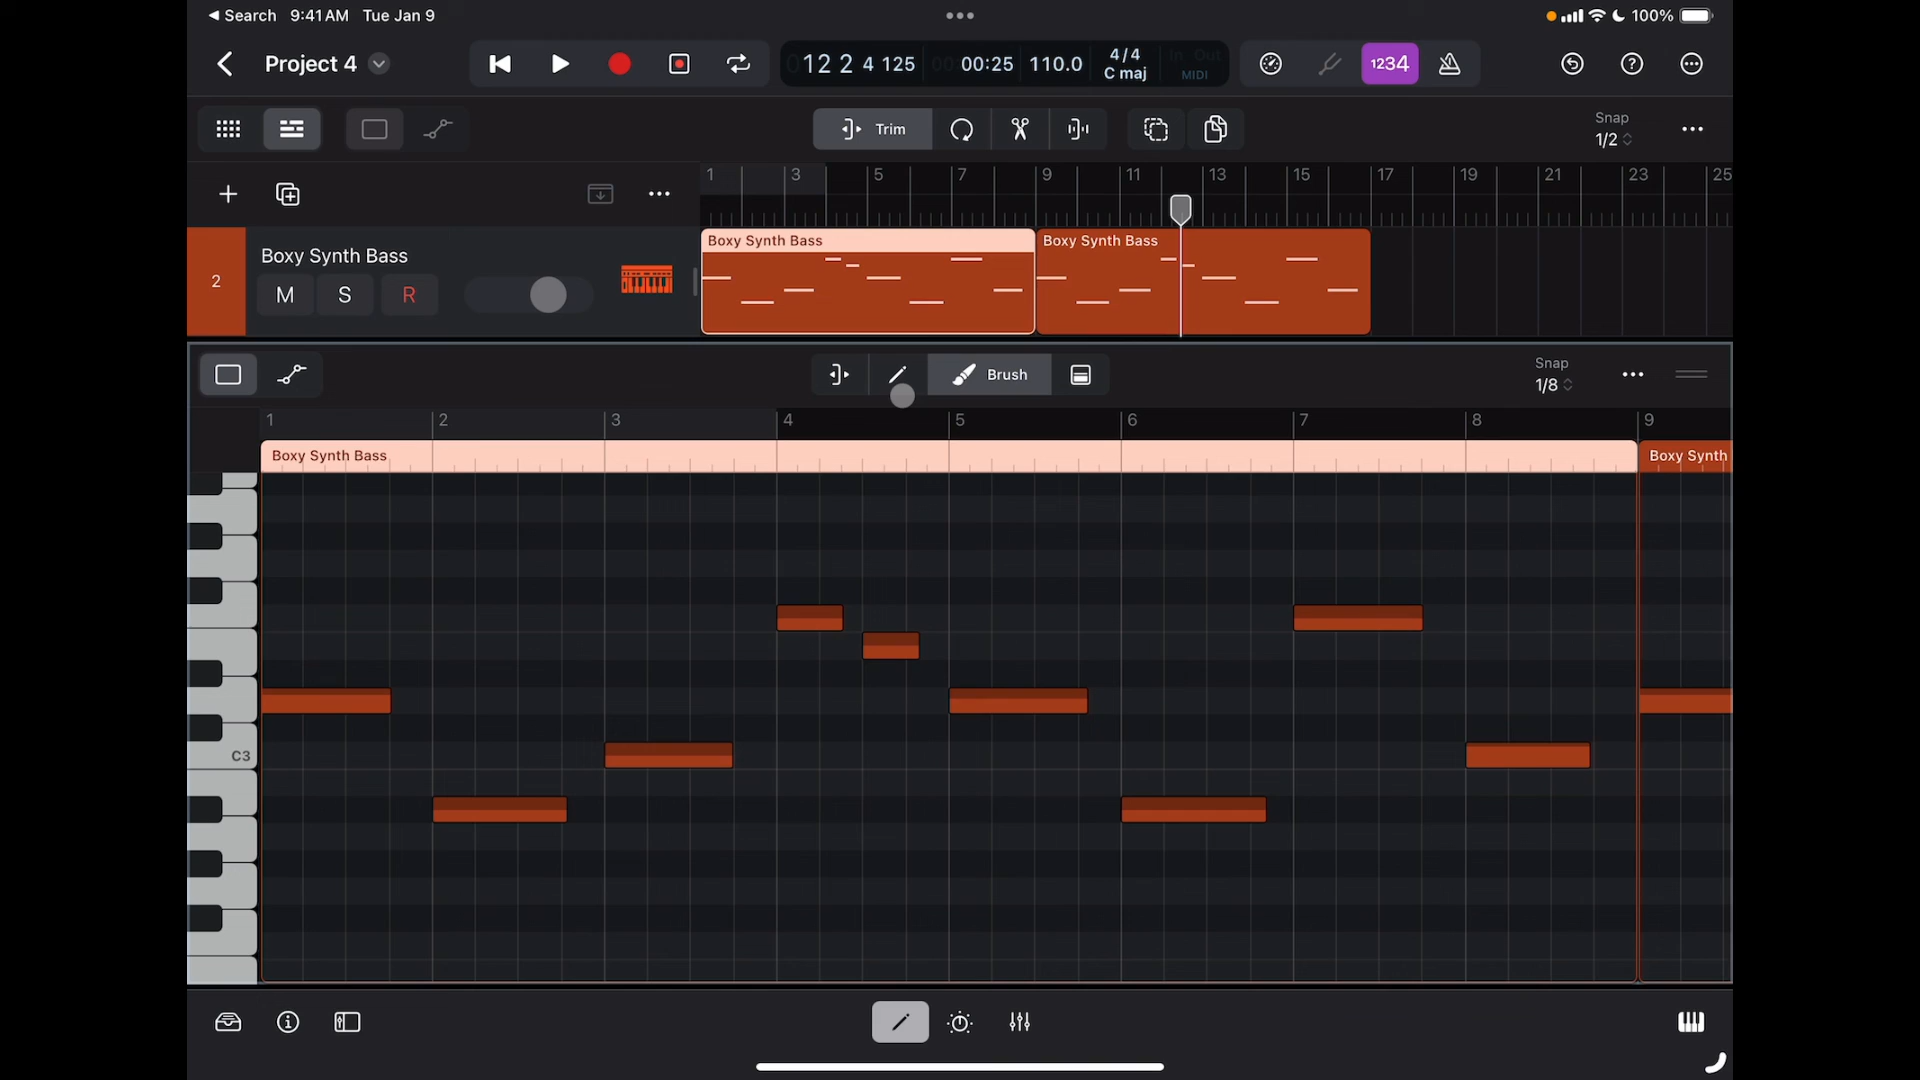 ◀ Search 9:41 AM Tue Jan 9
100%
Project 4
12 2 4 125
00:25
110.0
4/4
C maj
In Out
MIDI
1234
Trim
Snap
1/2
1 3 5 7 9 11 13 15 17 19 21 23 25
2
Boxy Synth Bass
M S R
Boxy Synth Bass
Boxy Synth Bass
Brush
Snap
1/8
1 2 3 4 5 6 7 8 9
Boxy Synth Bass
Boxy Synth
C3